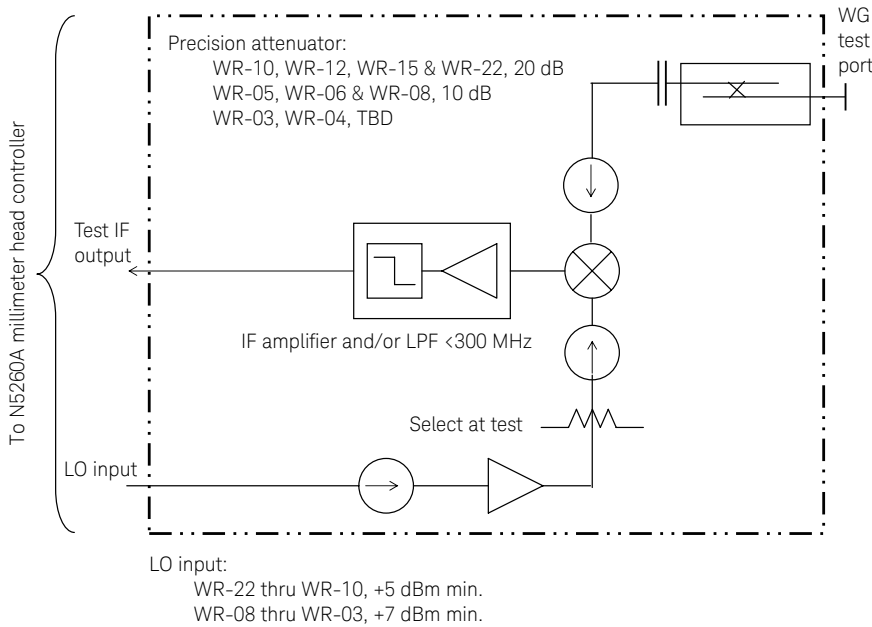 WG
test
port
Precision attenuator:
WR-10, WR-12, WR-15 & WR-22, 20 dB
WR-05, WR-06 & WR-08, 10 dB
WR-03, WR-04, TBD
To N5260A millimeter head controller
Test IF
output
IF amplifier and/or LPF <300 MHz
Select at test
LO input
LO input:
WR-22 thru WR-10, +5 dBm min.
WR-08 thru WR-03, +7 dBm min.